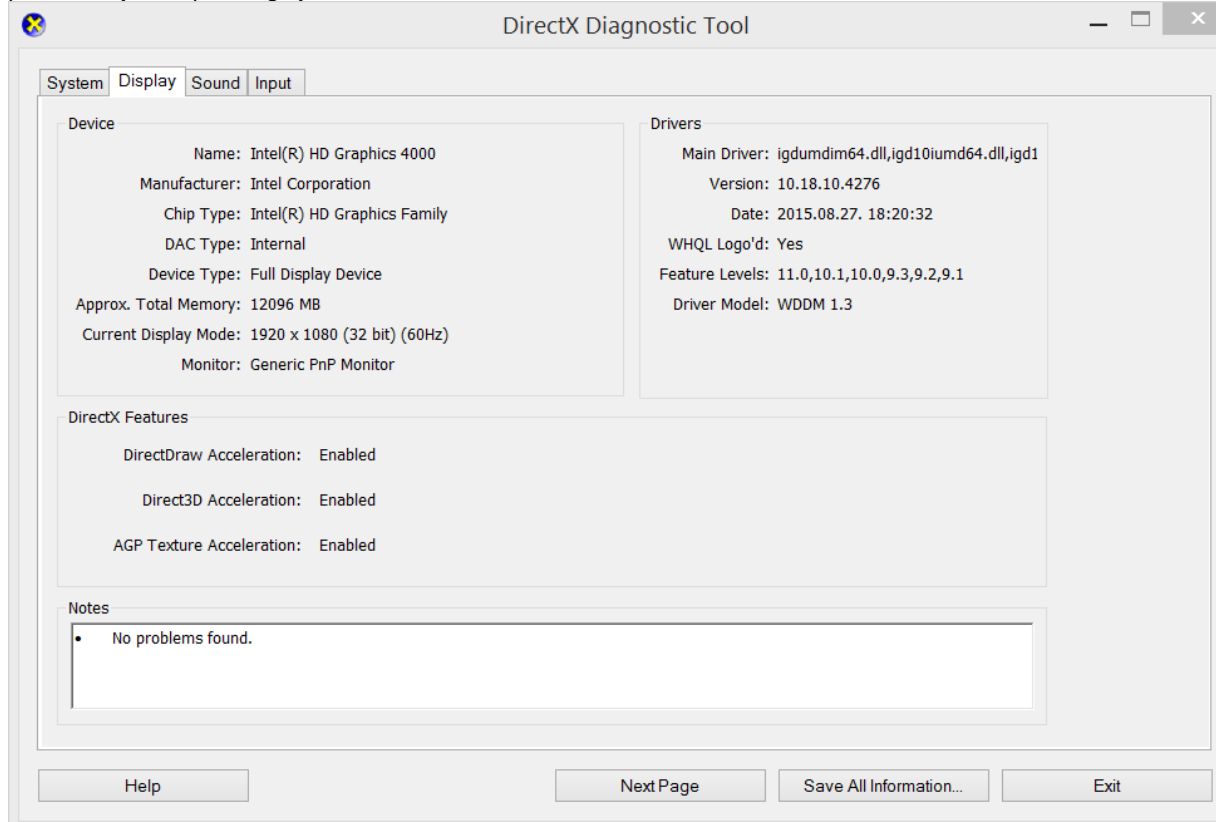 DirectX Diagnostic Tool
System Display Sound Input
Device
Name: Intel(R) HD Graphics 4000
Manufacturer: Intel Corporation
Chip Type: Intel(R) HD Graphics Family
DAC Type: Internal
Device Type: Full Display Device
Approx. Total Memory: 12096 MB
Current Display Mode: 1920 x 1080 (32 bit) (60Hz)
Monitor: Generic PnP Monitor
Drivers
Main Driver: igdumdim64.dll,igd10iumd64.dll,igd1
Version: 10.18.10.4276
Date: 2015.08.27. 18:20:32
WHQL Logo'd: Yes
Feature Levels: 11.0,10.1,10.0,9.3,9.2,9.1
Driver Model: WDDM 1.3
DirectX Features
DirectDraw Acceleration: Enabled
Direct3D Acceleration: Enabled
AGP Texture Acceleration: Enabled
Notes
• No problems found.
Help Next Page Save All Information... Exit